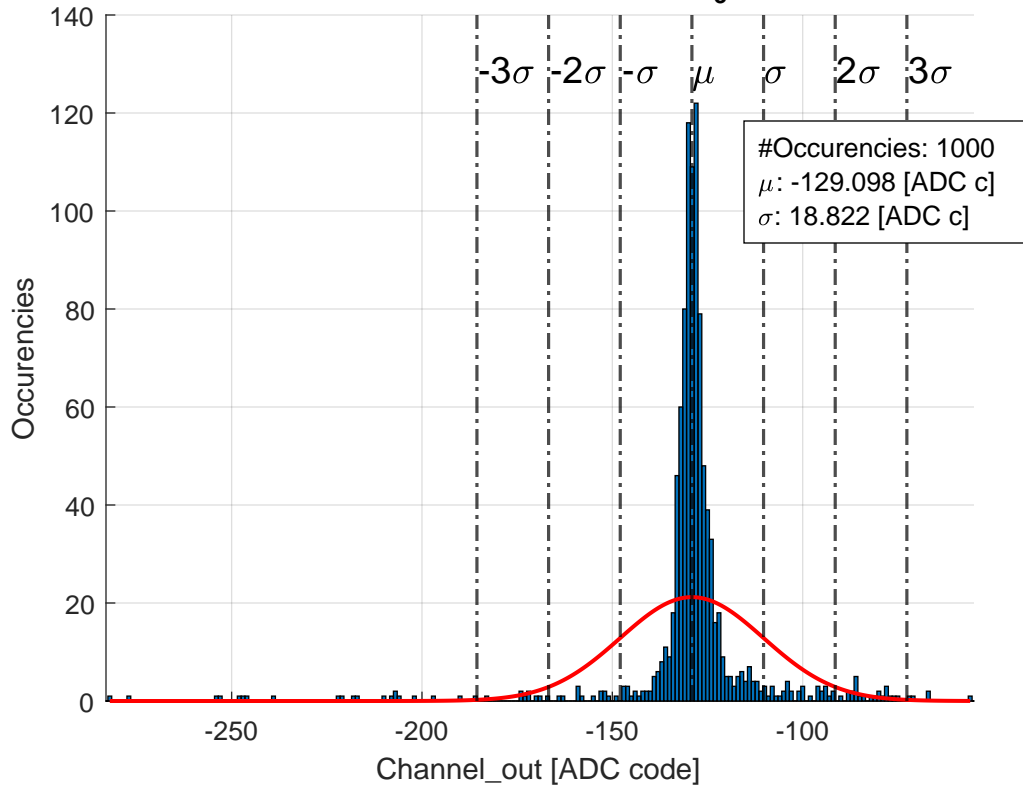 140
120
100
80
60
40
20
0
-3σ -2σ -σ μ σ 2σ 3σ
#Occurencies: 1000
μ: -129.098 [ADC c]
σ: 18.822 [ADC c]
Occurencies
-250 -200 -150 -100
Channel_out [ADC code]